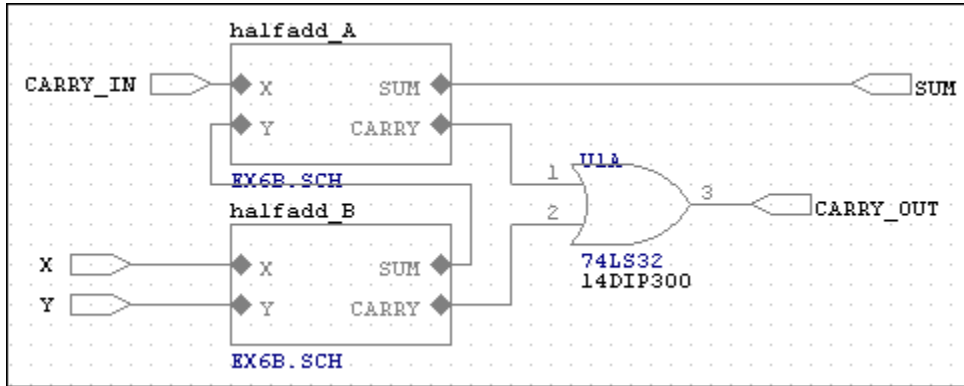 halfadd_A
CARRY_IN
X
SUM
SUM
Y
CARRY
EX6B.SCH
U1A
1
2
3
CARRY_OUT
74LS32
14DIP300
halfadd_B
X
X
SUM
Y
Y
CARRY
EX6B.SCH